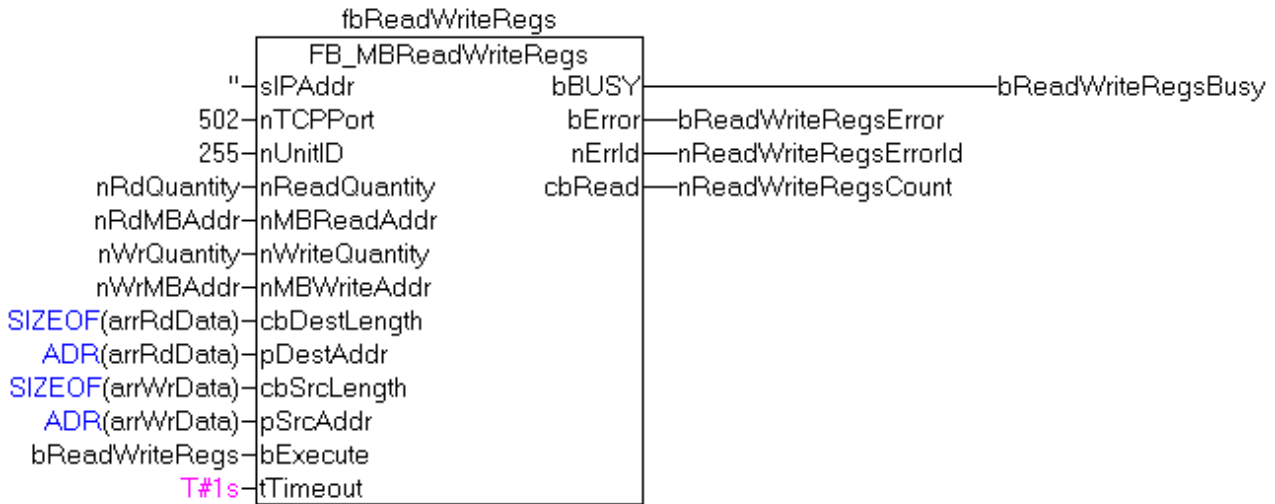 fbReadWriteRegs
FB_MBReadWriteRegs
'' sIPAddr bBUSY bReadWriteRegsBusy
502 nTCPPort bError bReadWriteRegsError
255 nUnitID nErrId nReadWriteRegsErrorId
nRdQuantity nReadQuantity cbRead nReadWriteRegsCount
nRdMBAddr nMBReadAddr
nWrQuantity nWriteQuantity
nWrMBAddr nMBWriteAddr
SIZEOF(arrRdData) cbDestLength
ADR(arrRdData) pDestAddr
SIZEOF(arrWrData) cbSrcLength
ADR(arrWrData) pSrcAddr
bReadWriteRegs bExecute
T#1s tTimeout